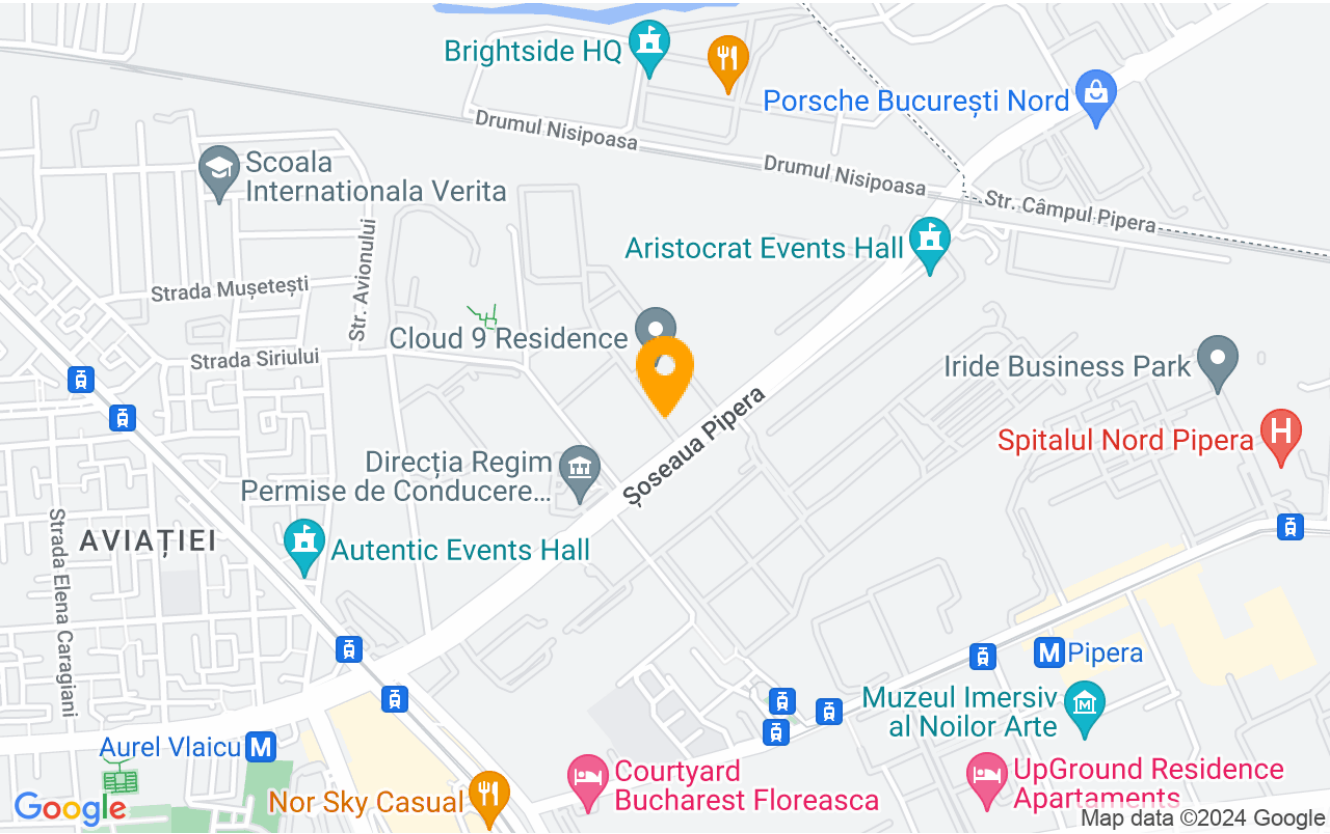 Brightside HQ
Porsche București Nord
Drumul Nisipoasa
Drumul Nisipoasa
Scoala
Internationala Verita
Str. Câmpul Pipera
Aristocrat Events Hall
Str. Avionului
Strada Mușetești
Cloud 9 Residence
Strada Siriului
Iride Business Park
Șoseaua Pipera
Spitalul Nord Pipera
H
Direcția Regim
Permise de Conducere...
AVIAȚIEI
Autentic Events Hall
Strada Elena Caragiani
M Pipera
Muzeul Imersiv
al Noilor Arte
Aurel Vlaicu M
Courtyard
Bucharest Floreasca
UpGround Residence
Apartaments
Nor Sky Casual
Google
Map data ©2024 Google